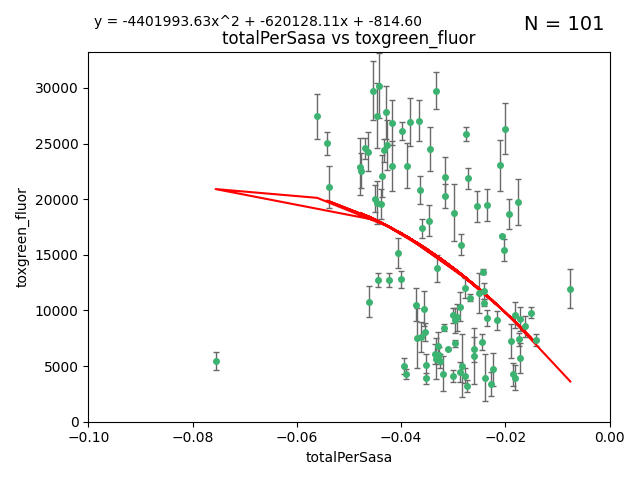 y = -4401993.63x^2 + -620128.11x + -814.60
N = 101
totalPerSasa vs toxgreen_fluor
30000
25000
20000
15000
10000
5000
0
toxgreen_fluor
−0.10
−0.08
−0.06
−0.04
−0.02
0.00
totalPerSasa